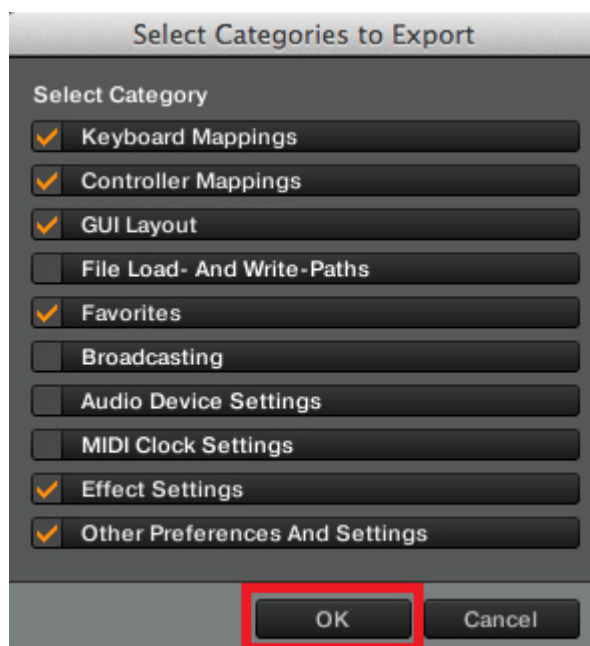 Select Categories to Export
Select Category
Keyboard Mappings
Controller Mappings
GUI Layout
File Load- And Write-Paths
Favorites
Broadcasting
Audio Device Settings
MIDI Clock Settings
Effect Settings
Other Preferences And Settings
OK Cancel